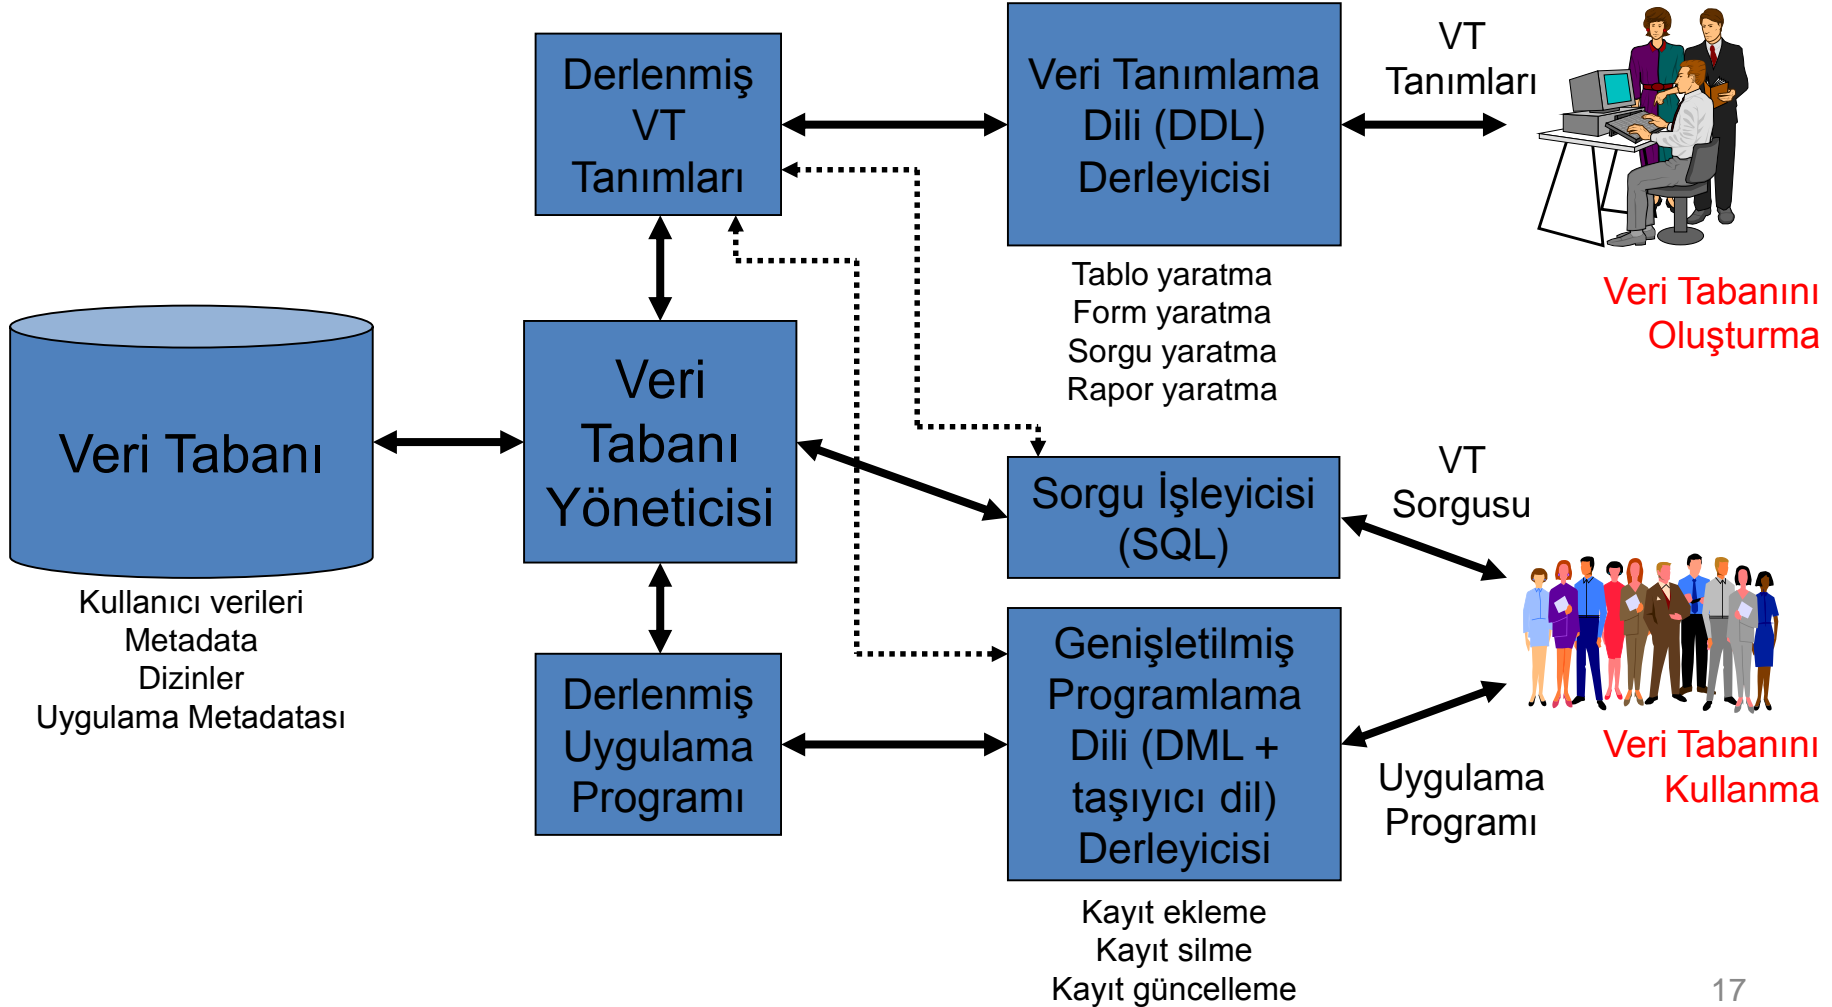 Derlenmiş
VT
Tanımları
Veri Tanımlama
Dili (DDL)
Derleyicisi
VT
Tanımları
Tablo yaratma
Form yaratma
Sorgu yaratma
Rapor yaratma
Veri Tabanını
Oluşturma
Veri Tabanı
Kullanıcı verileri
Metadata
Dizinler
Uygulama Metadatası
Veri
Tabanı
Yöneticisi
Sorgu İşleyicisi
(SQL)
VT
Sorgusu
Derlenmiş
Uygulama
Programı
Genişletilmiş
Programlama
Dili (DML +
taşıyıcı dil)
Derleyicisi
Uygulama
Programı
Veri Tabanını
Kullanma
Kayıt ekleme
Kayıt silme
Kayıt güncelleme
17